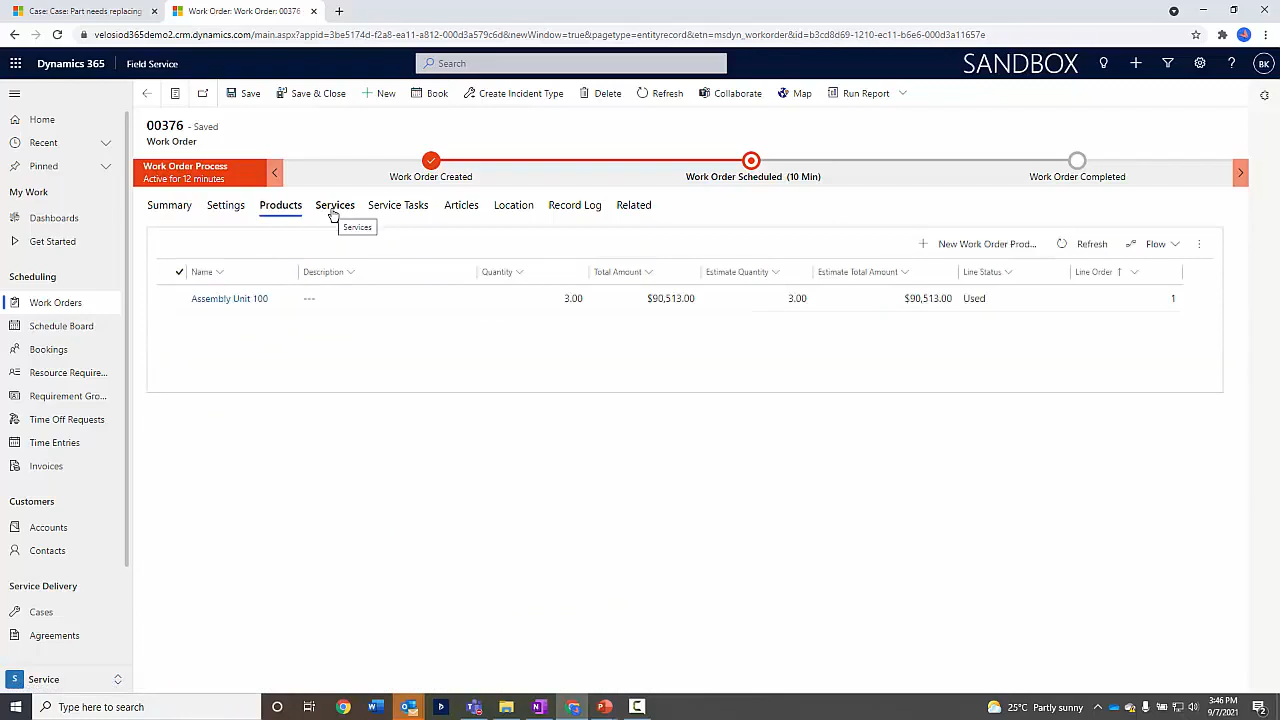 Case: Case: Part needs replacing
Work Order: Work Order: 00376
velosiod365demo2.crm.dynamics.com/main.aspx?appid=3be5174d-f2a8-ea11-a812-000d3a579c6d&newWindow=true&pagetype=entityrecord&etn=msdyn_workorder&id=b3cd8d69-1210-ec11-b6e6-000d3a11657e
Dynamics 365
Field Service
Search
SANDBOX
BK
Save
Save & Close
New
Book
Create Incident Type
Delete
Refresh
Collaborate
Map
Run Report
00376 - Saved
Work Order
Work Order Process
Active for 12 minutes
Work Order Created
Work Order Scheduled (10 Min)
Work Order Completed
Summary
Settings
Products
Services
Service Tasks
Articles
Location
Record Log
Related
Services
New Work Order Prod...
Refresh
Flow
Name
Description
Quantity
Total Amount
Estimate Quantity
Estimate Total Amount
Line Status
Line Order
Assembly Unit 100
---
3.00
$90,513.00
3.00
$90,513.00
Used
1
Home
Recent
Pinned
My Work
Dashboards
Get Started
Scheduling
Work Orders
Schedule Board
Bookings
Resource Require...
Requirement Gro...
Time Off Requests
Time Entries
Invoices
Customers
Accounts
Contacts
Service Delivery
Cases
Agreements
S
Service
Type here to search
25°C Partly sunny
3:46 PM
9/7/2021